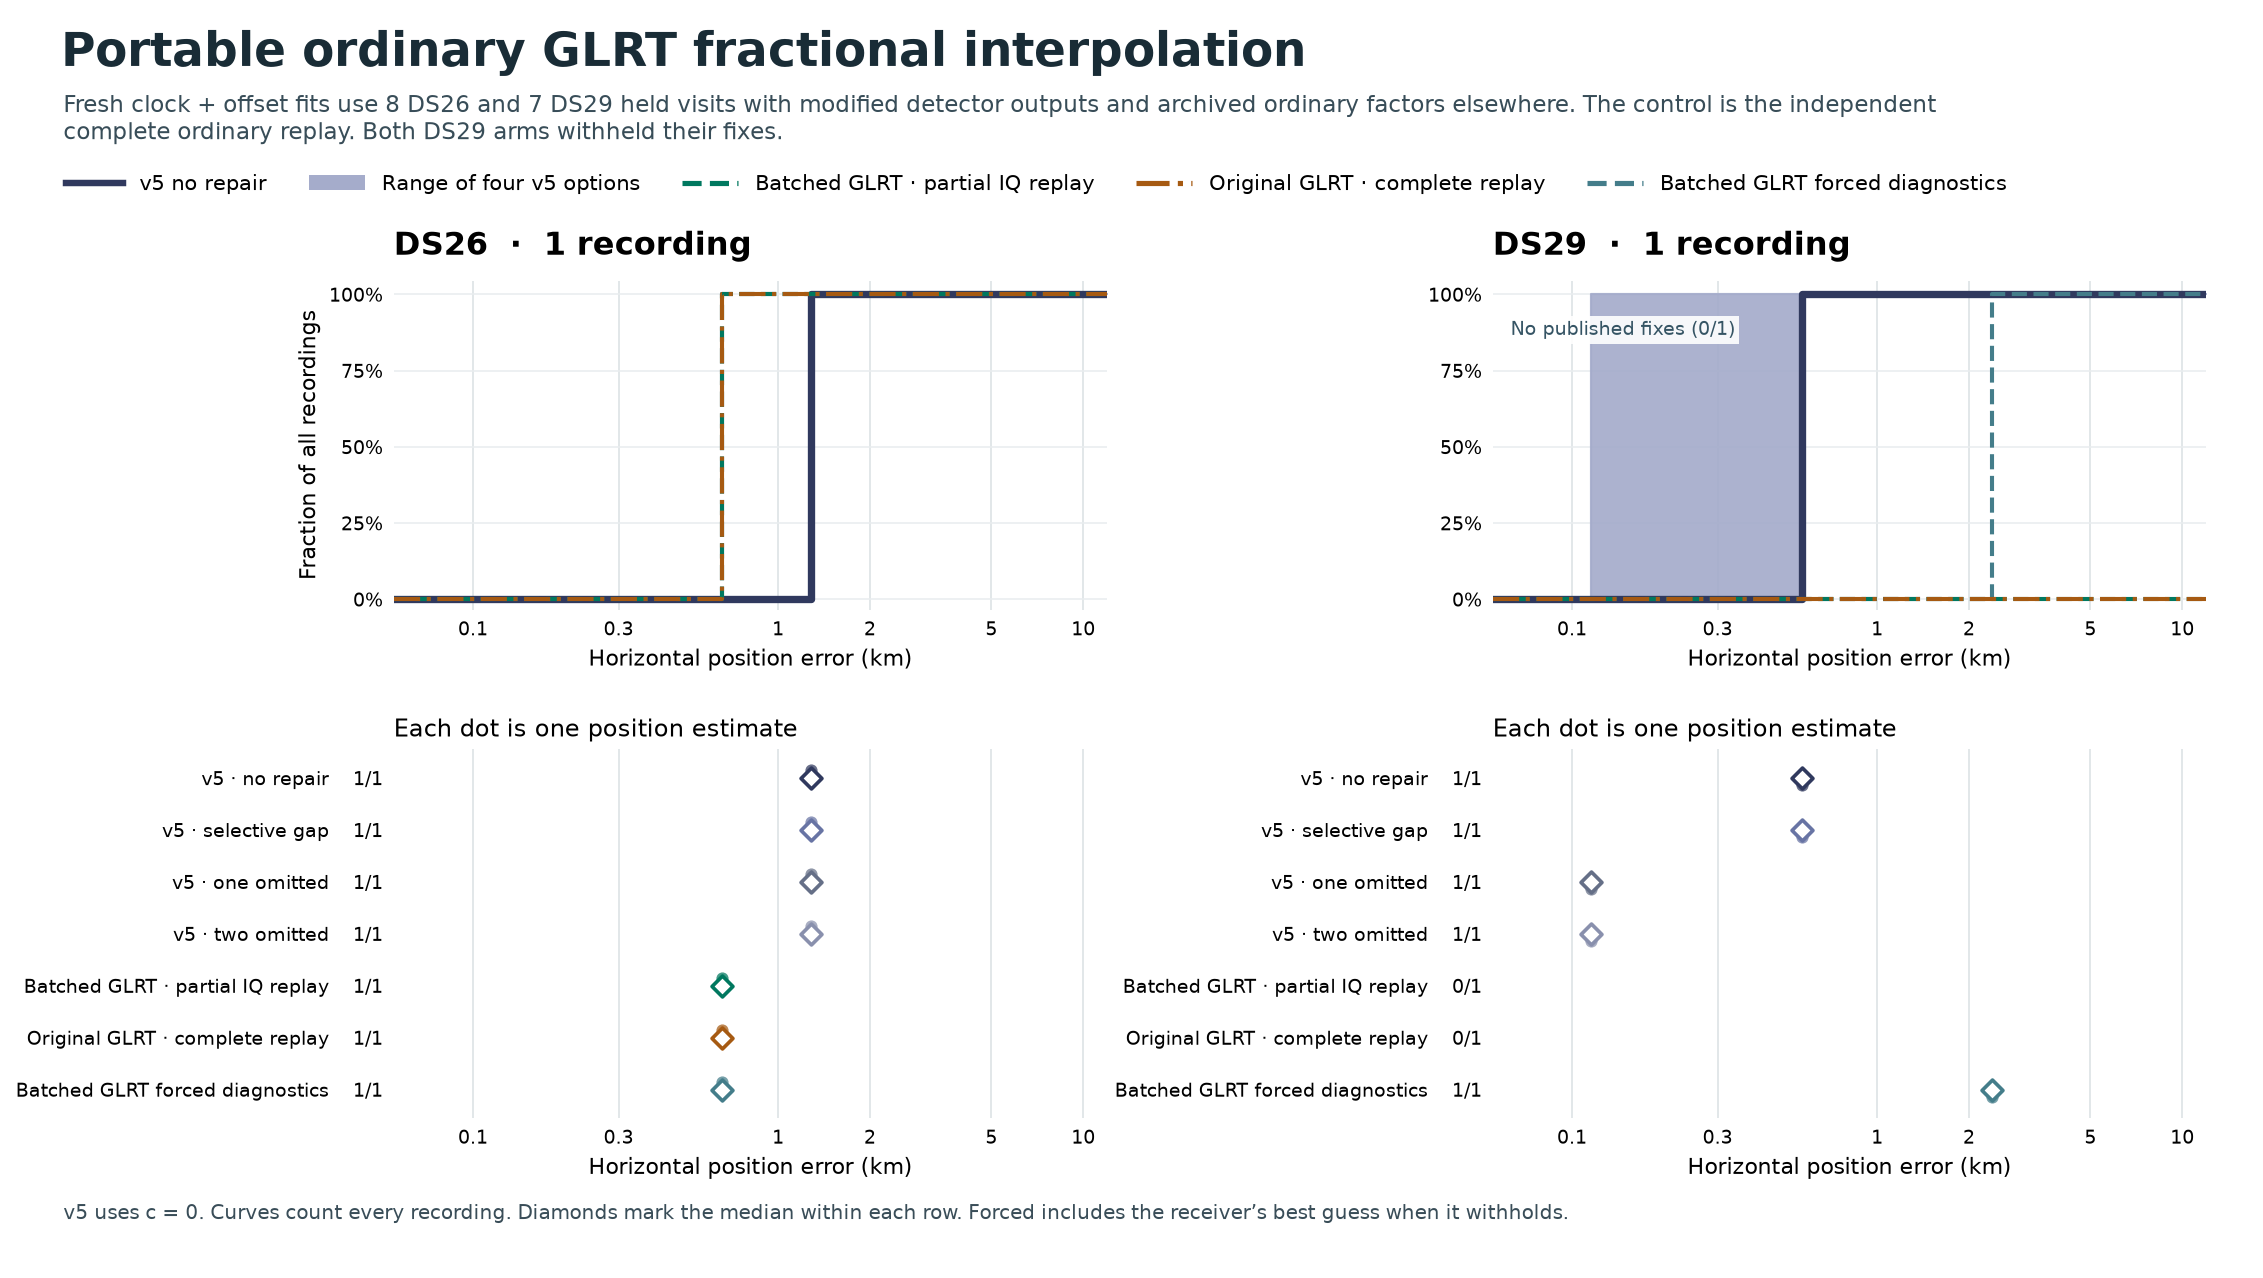 Portable ordinary GLRT fractional interpolation
Fresh clock + offset fits use 8 DS26 and 7 DS29 held visits with modified detector outputs and archived ordinary factors elsewhere. The control is the independent
complete ordinary replay. Both DS29 arms withheld their fixes.
v5 no repair
Range of four v5 options
Batched GLRT · partial IQ replay
Original GLRT · complete replay
Batched GLRT forced diagnostics
DS26 · 1 recording
Fraction of all recordings
100%
75%
50%
25%
0%
0.1 0.3 1 2 5 10
Horizontal position error (km)
DS29 · 1 recording
100%
No published fixes (0/1)
75%
50%
25%
0%
0.1 0.3 1 2 5 10
Horizontal position error (km)
Each dot is one position estimate
v5 · no repair 1/1
v5 · selective gap 1/1
v5 · one omitted 1/1
v5 · two omitted 1/1
Batched GLRT · partial IQ replay 1/1
Original GLRT · complete replay 1/1
Batched GLRT forced diagnostics 1/1
0.1 0.3 1 2 5 10
Horizontal position error (km)
Each dot is one position estimate
v5 · no repair 1/1
v5 · selective gap 1/1
v5 · one omitted 1/1
v5 · two omitted 1/1
Batched GLRT · partial IQ replay 0/1
Original GLRT · complete replay 0/1
Batched GLRT forced diagnostics 1/1
0.1 0.3 1 2 5 10
Horizontal position error (km)
v5 uses c = 0. Curves count every recording. Diamonds mark the median within each row. Forced includes the receiver’s best guess when it withholds.